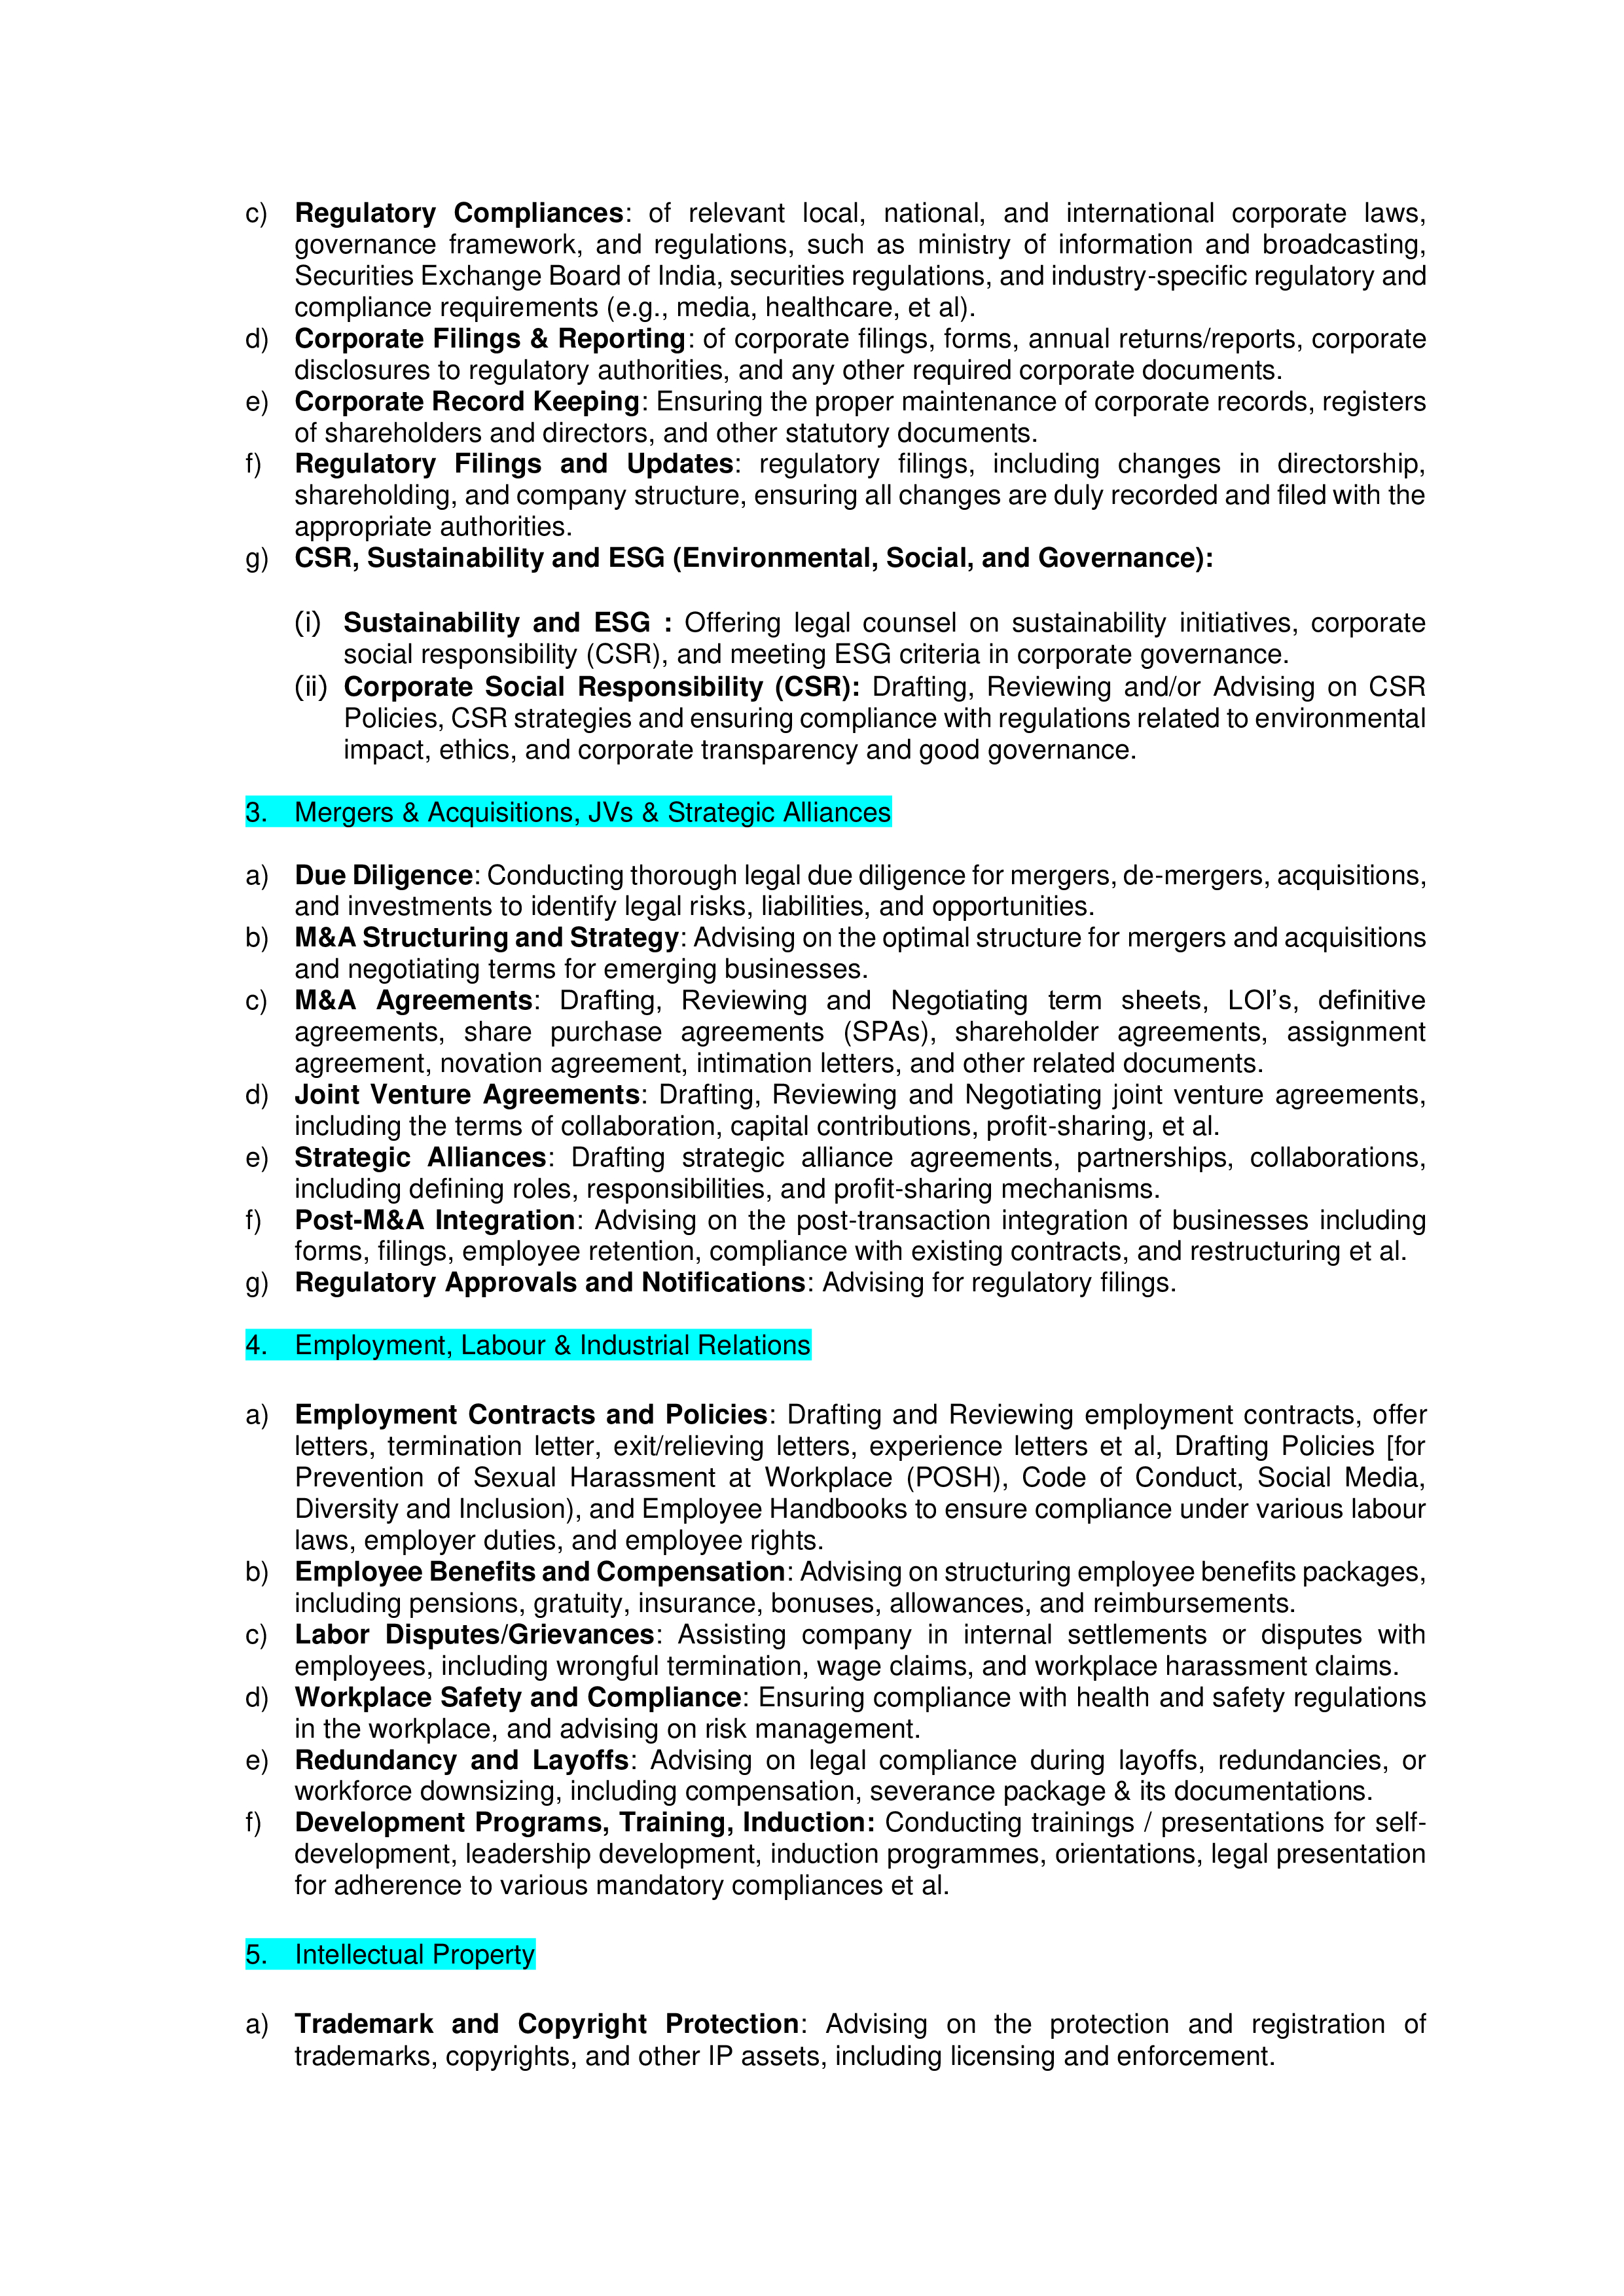 c) Regulatory Compliances: of relevant local, national, and international corporate laws,
governance framework, and regulations, such as ministry of information and broadcasting,
Securities Exchange Board of India, securities regulations, and industry-specific regulatory and
compliance requirements (e.g., media, healthcare, et al).
d) Corporate Filings & Reporting: of corporate filings, forms, annual returns/reports, corporate
disclosures to regulatory authorities, and any other required corporate documents.
e) Corporate Record Keeping: Ensuring the proper maintenance of corporate records, registers
of shareholders and directors, and other statutory documents.
f) Regulatory Filings and Updates: regulatory filings, including changes in directorship,
shareholding, and company structure, ensuring all changes are duly recorded and filed with the
appropriate authorities.
g) CSR, Sustainability and ESG (Environmental, Social, and Governance):
(i) Sustainability and ESG : Offering legal counsel on sustainability initiatives, corporate
social responsibility (CSR), and meeting ESG criteria in corporate governance.
(ii) Corporate Social Responsibility (CSR): Drafting, Reviewing and/or Advising on CSR
Policies, CSR strategies and ensuring compliance with regulations related to environmental
impact, ethics, and corporate transparency and good governance.
3. Mergers & Acquisitions, JVs & Strategic Alliances
a) Due Diligence: Conducting thorough legal due diligence for mergers, de-mergers, acquisitions,
and investments to identify legal risks, liabilities, and opportunities.
b) M&A Structuring and Strategy: Advising on the optimal structure for mergers and acquisitions
and negotiating terms for emerging businesses.
c) M&A Agreements: Drafting, Reviewing and Negotiating term sheets, LOI’s, definitive
agreements, share purchase agreements (SPAs), shareholder agreements, assignment
agreement, novation agreement, intimation letters, and other related documents.
d) Joint Venture Agreements: Drafting, Reviewing and Negotiating joint venture agreements,
including the terms of collaboration, capital contributions, profit-sharing, et al.
e) Strategic Alliances: Drafting strategic alliance agreements, partnerships, collaborations,
including defining roles, responsibilities, and profit-sharing mechanisms.
f) Post-M&A Integration: Advising on the post-transaction integration of businesses including
forms, filings, employee retention, compliance with existing contracts, and restructuring et al.
g) Regulatory Approvals and Notifications: Advising for regulatory filings.
4. Employment, Labour & Industrial Relations
a) Employment Contracts and Policies: Drafting and Reviewing employment contracts, offer
letters, termination letter, exit/relieving letters, experience letters et al, Drafting Policies [for
Prevention of Sexual Harassment at Workplace (POSH), Code of Conduct, Social Media,
Diversity and Inclusion), and Employee Handbooks to ensure compliance under various labour
laws, employer duties, and employee rights.
b) Employee Benefits and Compensation: Advising on structuring employee benefits packages,
including pensions, gratuity, insurance, bonuses, allowances, and reimbursements.
c) Labor Disputes/Grievances: Assisting company in internal settlements or disputes with
employees, including wrongful termination, wage claims, and workplace harassment claims.
d) Workplace Safety and Compliance: Ensuring compliance with health and safety regulations
in the workplace, and advising on risk management.
e) Redundancy and Layoffs: Advising on legal compliance during layoffs, redundancies, or
workforce downsizing, including compensation, severance package & its documentations.
f) Development Programs, Training, Induction: Conducting trainings / presentations for self-
development, leadership development, induction programmes, orientations, legal presentation
for adherence to various mandatory compliances et al.
5. Intellectual Property
a) Trademark and Copyright Protection: Advising on the protection and registration of
trademarks, copyrights, and other IP assets, including licensing and enforcement.